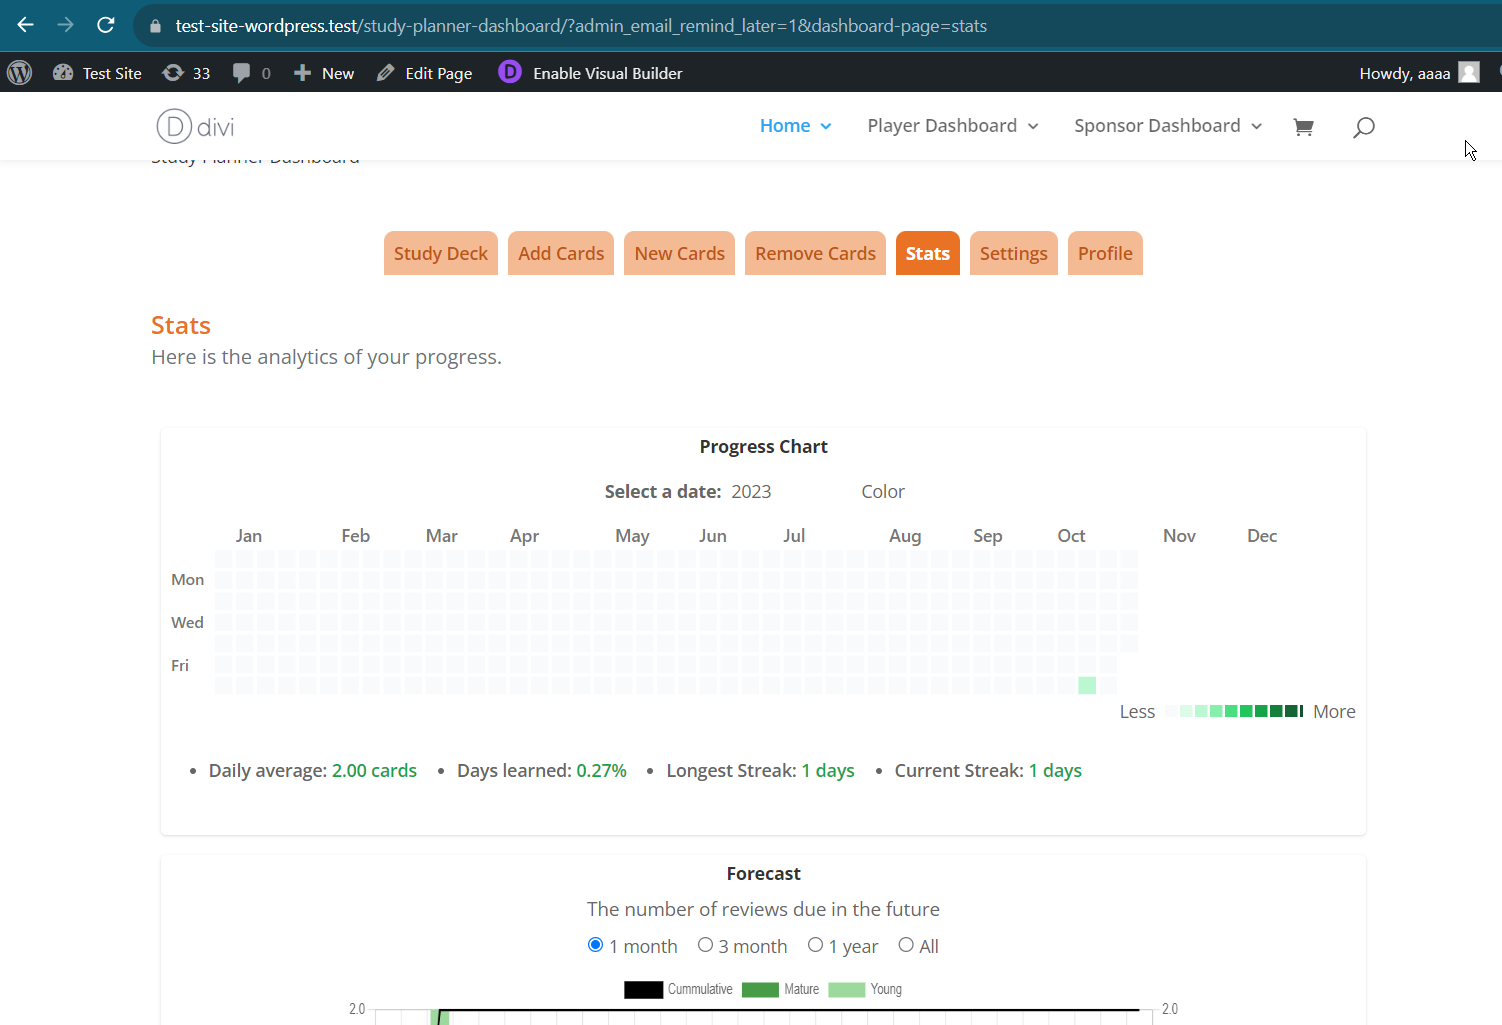 test-site-wordpress.test/study-planner-dashboard/?admin_email_remind_later=1&dashboard-page=stats
Test Site 33 0 New Edit Page D Enable Visual Builder Howdy, aaaa
D divi Home Player Dashboard Sponsor Dashboard
Study Planner Dashboard
Study Deck Add Cards New Cards Remove Cards Stats Settings Profile
Stats
Here is the analytics of your progress.
Progress Chart
Select a date: 2023 Color
Jan Feb Mar Apr May Jun Jul Aug Sep Oct Nov Dec
Mon
Wed
Fri
Less More
• Daily average: 2.00 cards • Days learned: 0.27% • Longest Streak: 1 days • Current Streak: 1 days
Forecast
The number of reviews due in the future
1 month 3 month 1 year All
Cummulative Mature Young
2.0 2.0